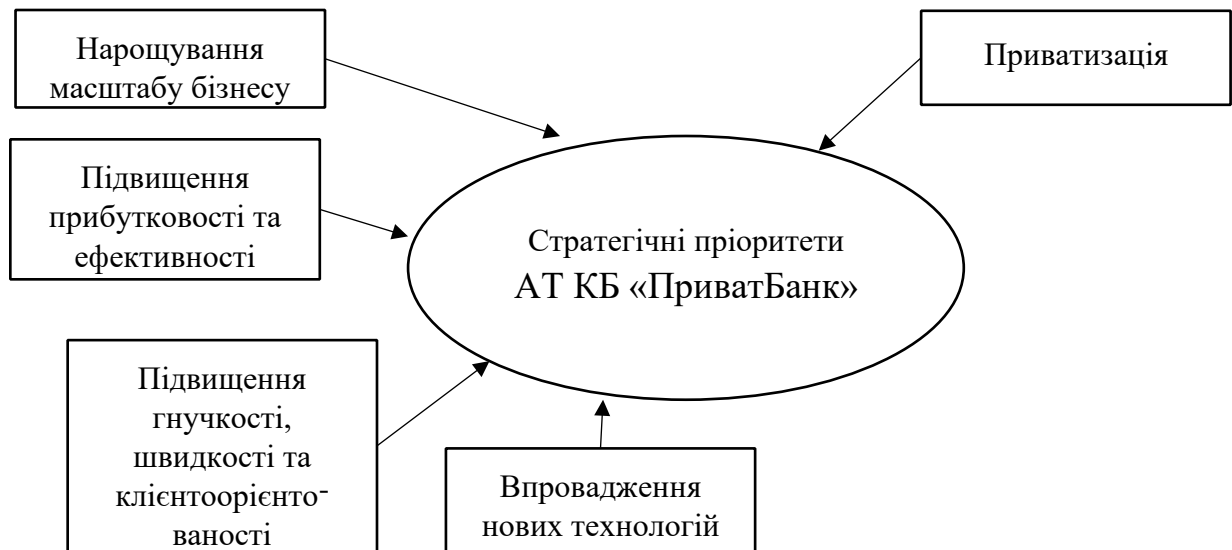 Нарощування
масштабу бізнесу
Приватизація
Підвищення
прибутковості та
ефективності
Стратегічні пріоритети
АТ КБ «ПриватБанк»
Підвищення
гнучкості,
швидкості та
клієнтоорієнто-
ваності
Впровадження
нових технологій